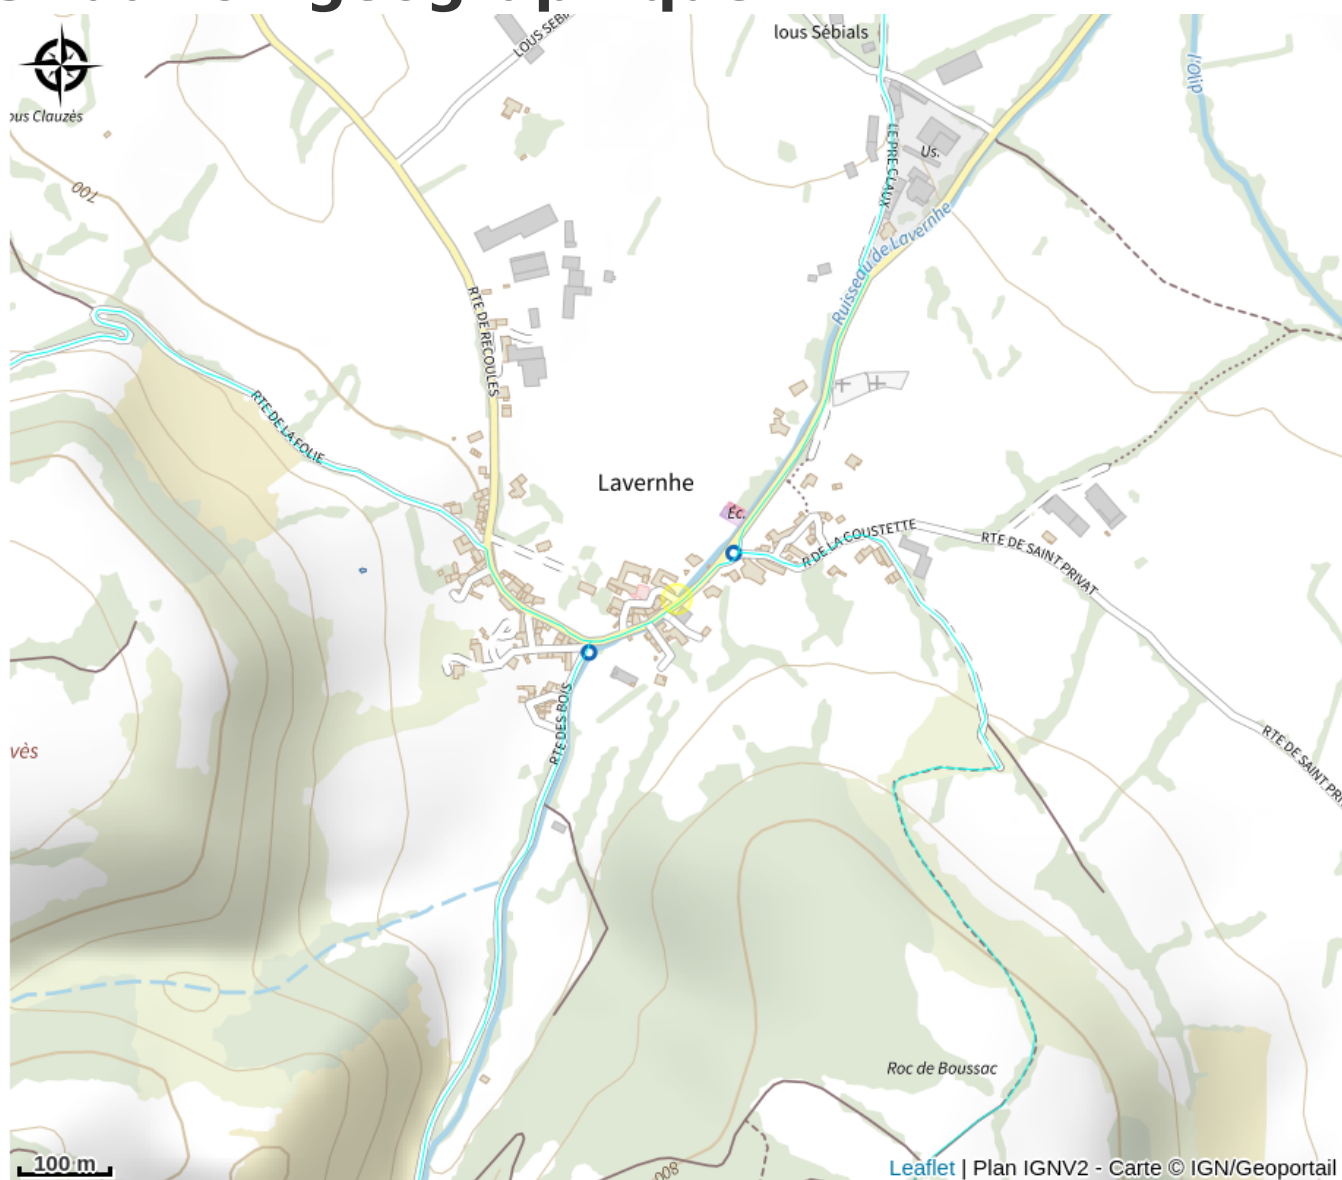 lous Sébials
LOUS SEBIA
l'Olip
ous Clauzès
LE PRE CLAUX
Us.
700
Ruisseau de Lavernhe
RTE DE RECOULES
RTE DE LA FOLIE
Lavernhe
Éc.
R DE LA COUSTETTE
RTE DE SAINT PRIVAT
RTE DES BOIS
RTE DE SAINT PRI
vès
Roc de Boussac
800
100 m
Leaflet | Plan IGNV2 - Carte © IGN/Geoportail